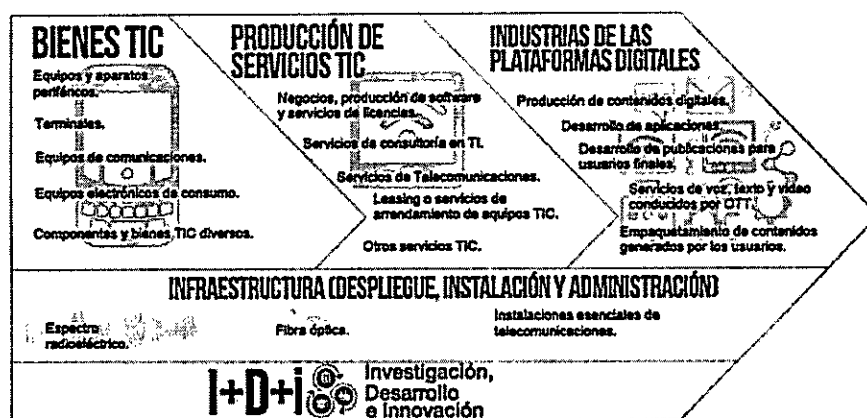 BIENES TIC
Equipos y aparatos
periféricos.
Terminales.
Equipos de comunicaciones.
Equipos electrónicos de consumo.
Componentes y bienes TIC diversos.
PRODUCCIÓN DE
SERVICIOS TIC
Negocios, producción de software
y servicios de licencias.
Servicios de consultoría en TI.
Servicios de Telecomunicaciones.
Leasing o servicios de
arrendamiento de equipos TIC.
Otros servicios TIC.
INDUSTRIAS DE LAS
PLATAFORMAS DIGITALES
Producción de contenidos digitales.
Desarrollo de aplicaciones.
Desarrollo de publicaciones para
usuarios finales.
Servicios de voz, texto y video
conducidos por OTT.
Empaquetamiento de contenidos
generados por los usuarios.
INFRAESTRUCTURA (DESPLIEGUE, INSTALACIÓN Y ADMINISTRACIÓN)
Espectro
radioeléctrico.
Fibra óptica.
Instalaciones esenciales de
telecomunicaciones.
I+D+i
Investigación,
Desarrollo
e Innovación